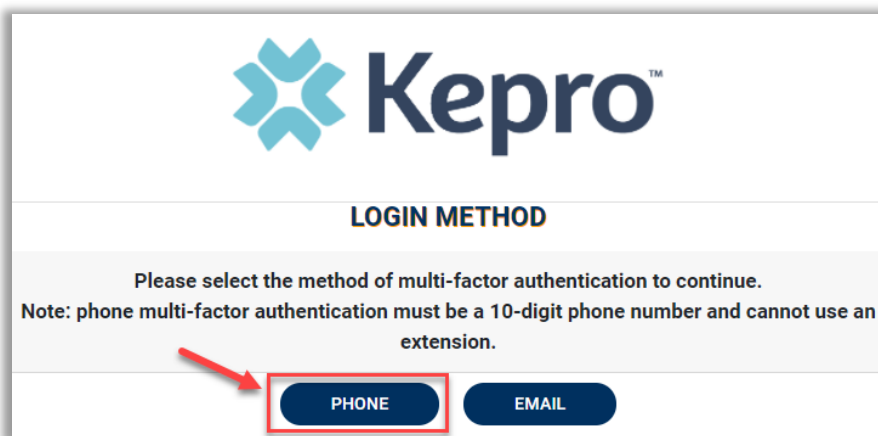 Kepro™
LOGIN METHOD
Please select the method of multi-factor authentication to continue.
Note: phone multi-factor authentication must be a 10-digit phone number and cannot use an
extension.
PHONE EMAIL